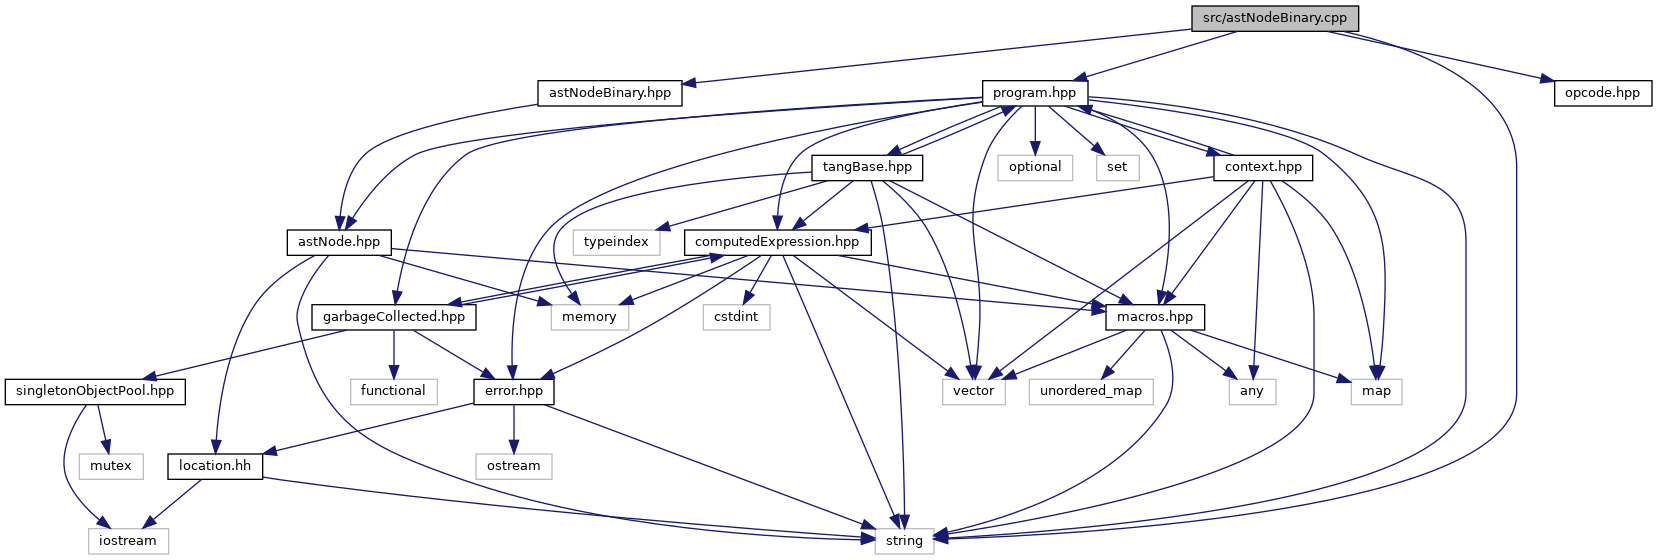 src/astNodeBinary.cpp
astNodeBinary.hpp
program.hpp
opcode.hpp
tangBase.hpp
optional
set
context.hpp
astNode.hpp
typeindex
computedExpression.hpp
garbageCollected.hpp
memory
cstdint
macros.hpp
singletonObjectPool.hpp
functional
error.hpp
vector
unordered_map
any
map
mutex
location.hh
ostream
iostream
string